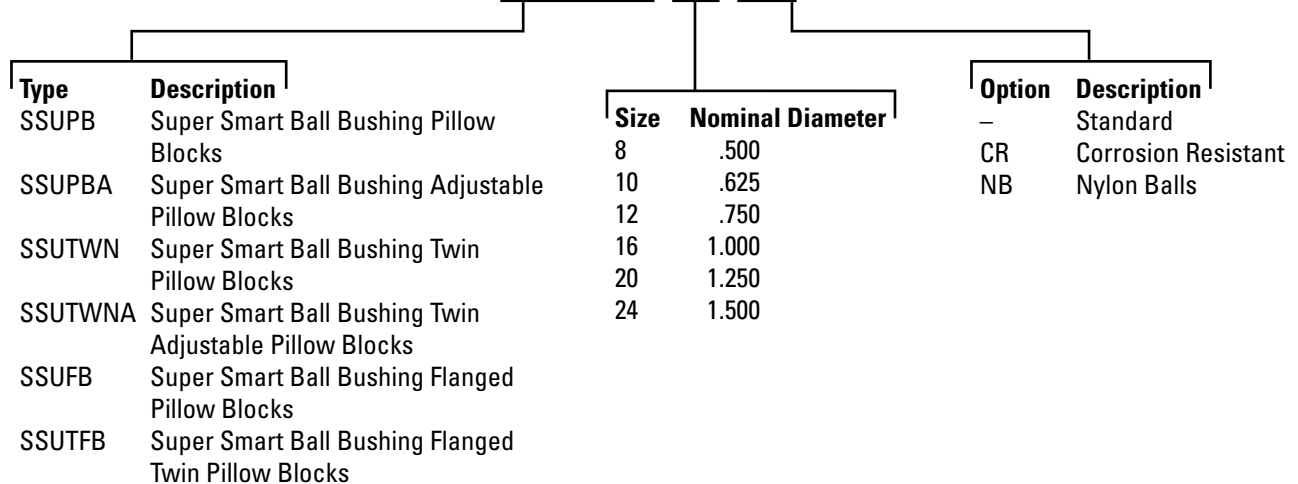 Type Description
SSUPB Super Smart Ball Bushing Pillow
Blocks
SSUPBA Super Smart Ball Bushing Adjustable
Pillow Blocks
SSUTWN Super Smart Ball Bushing Twin
Pillow Blocks
SSUTWNA Super Smart Ball Bushing Twin
Adjustable Pillow Blocks
SSUFB Super Smart Ball Bushing Flanged
Pillow Blocks
SSUTFB Super Smart Ball Bushing Flanged
Twin Pillow Blocks
Size Nominal Diameter
8 .500
10 .625
12 .750
16 1.000
20 1.250
24 1.500
Option Description
– Standard
CR Corrosion Resistant
NB Nylon Balls